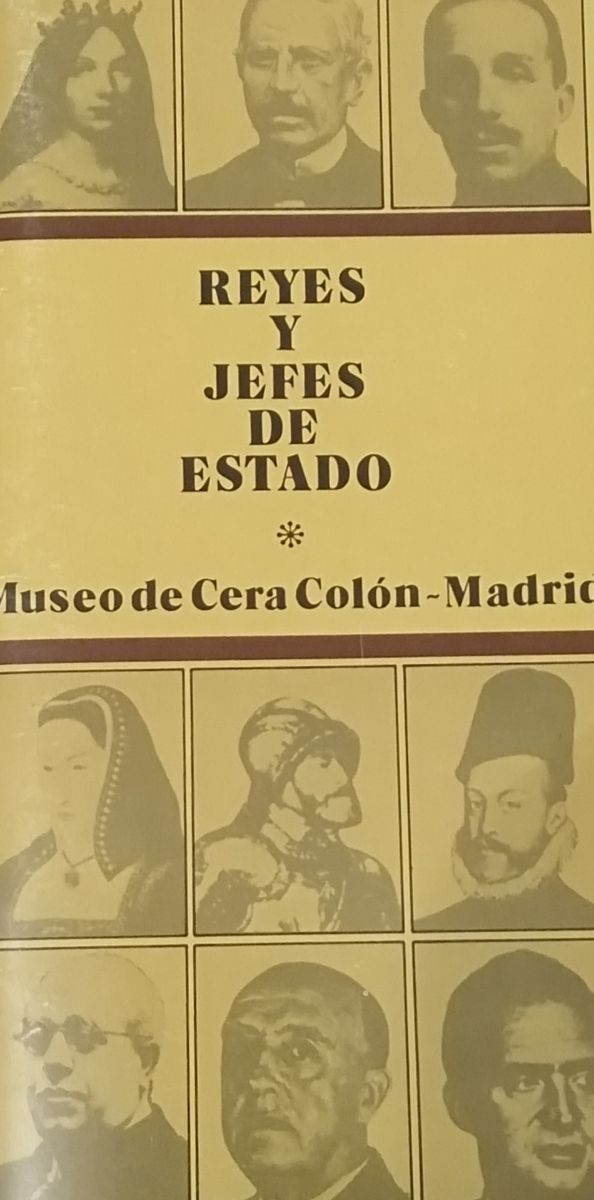 REYES
Y
JEFES
DE
ESTADO
Museo de Cera Colón-Madrid